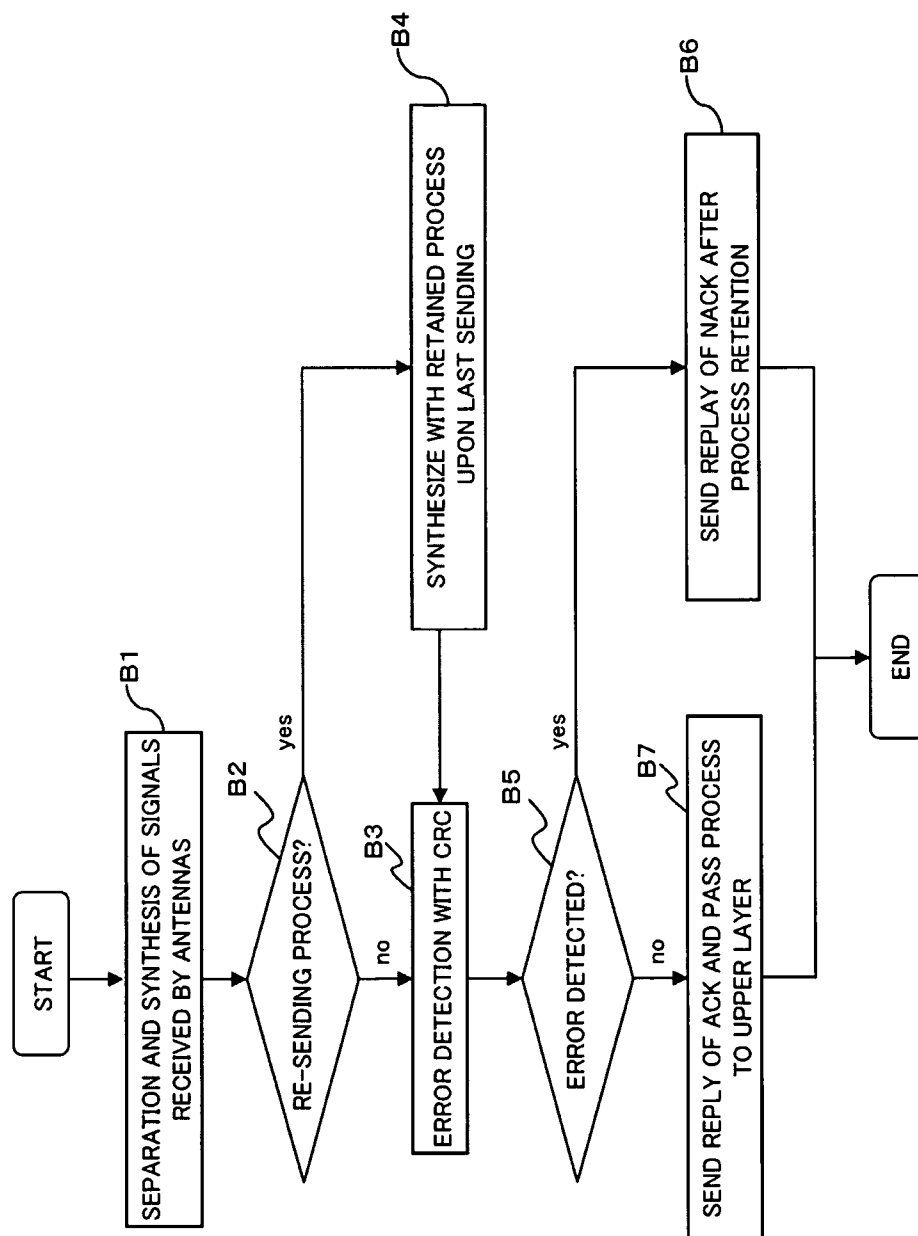 START
B1
SEPARATION AND SYNTHESIS OF SIGNALS
RECEIVED BY ANTENNAS
B2
RE-SENDING PROCESS?
yes
no
B4
SYNTHESIZE WITH RETAINED PROCESS
UPON LAST SENDING
B3
ERROR DETECTION WITH CRC
B5
ERROR DETECTED?
yes
no
B7
SEND REPLY OF ACK AND PASS PROCESS
TO UPPER LAYER
B6
SEND REPLAY OF NACK AFTER
PROCESS RETENTION
END